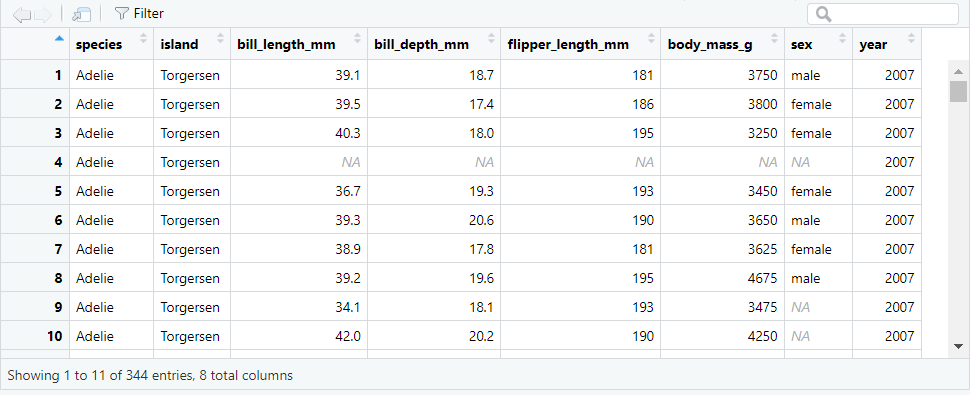 Filter
species island bill_length_mm bill_depth_mm flipper_length_mm body_mass_g sex year
1 Adelie Torgersen 39.1 18.7 181 3750 male 2007
2 Adelie Torgersen 39.5 17.4 186 3800 female 2007
3 Adelie Torgersen 40.3 18.0 195 3250 female 2007
4 Adelie Torgersen NA NA NA NA NA 2007
5 Adelie Torgersen 36.7 19.3 193 3450 female 2007
6 Adelie Torgersen 39.3 20.6 190 3650 male 2007
7 Adelie Torgersen 38.9 17.8 181 3625 female 2007
8 Adelie Torgersen 39.2 19.6 195 4675 male 2007
9 Adelie Torgersen 34.1 18.1 193 3475 NA 2007
10 Adelie Torgersen 42.0 20.2 190 4250 NA 2007
Showing 1 to 11 of 344 entries, 8 total columns